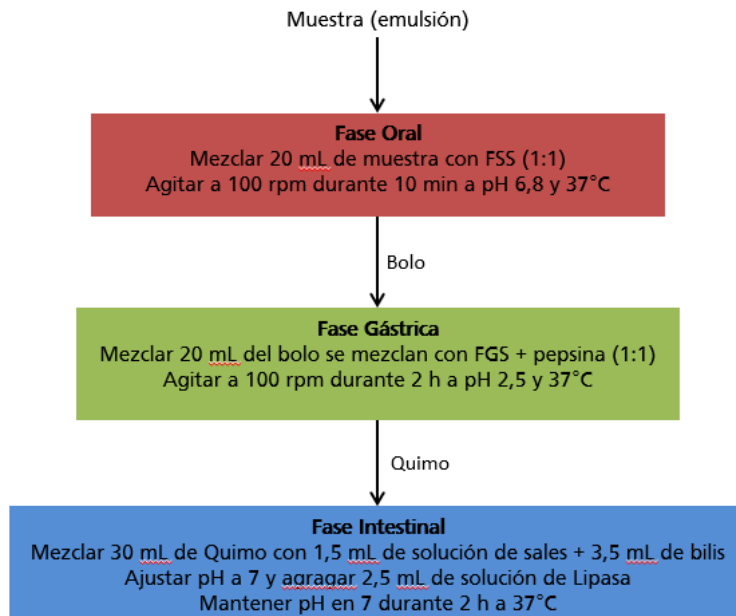 Muestra (emulsión)
Fase Oral
Mezclar 20 mL de muestra con FSS (1:1)
Agitar a 100 rpm durante 10 min a pH 6,8 y 37°C
Bolo
Fase Gástrica
Mezclar 20 mL del bolo se mezclan con FGS + pepsina (1:1)
Agitar a 100 rpm durante 2 h a pH 2,5 y 37°C
Quimo
Fase Intestinal
Mezclar 30 mL de Quimo con 1,5 mL de solución de sales + 3,5 mL de bilis
Ajustar pH a 7 y agragar 2,5 mL de solución de Lipasa
Mantener pH en 7 durante 2 h a 37°C